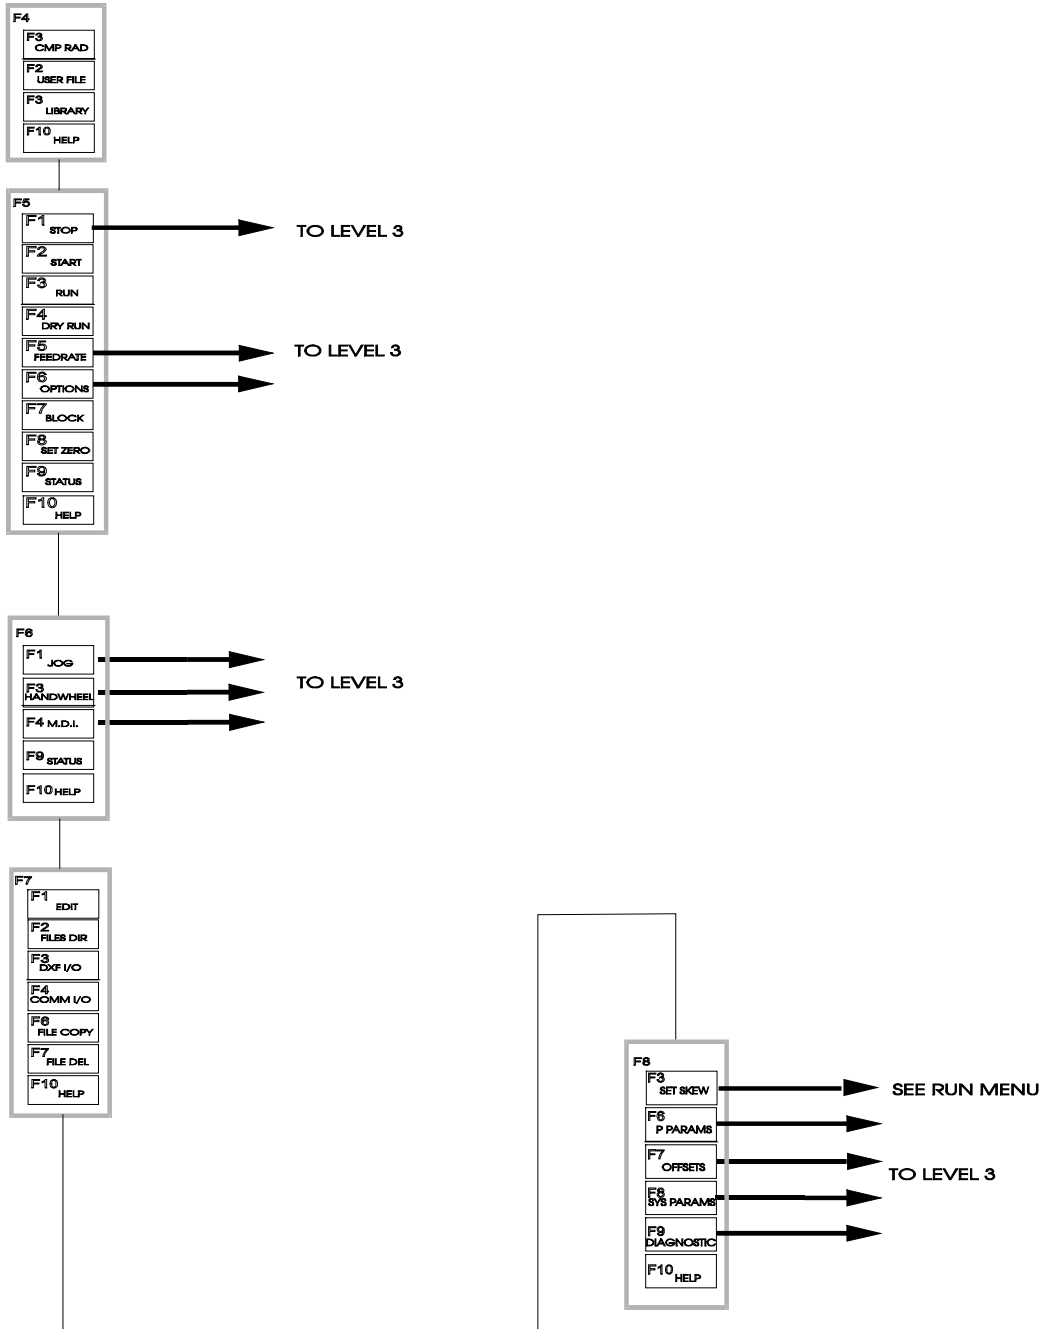 F4
F3 CMP RAD
F2 USER FILE
F3 LIBRARY
F10 HELP
F5
F1 STOP
TO LEVEL 3
F2 START
F3 RUN
F4 DRY RUN
F5 FEEDRATE
TO LEVEL 3
F6 OPTIONS
F7 BLOCK
F8 SET ZERO
F9 STATUS
F10 HELP
F6
F1 JOG
F3 HANDWHEEL
TO LEVEL 3
F4 M.D.I.
F9 STATUS
F10 HELP
F7
F1 EDIT
F2 FILES DIR
F3 DXF I/O
F4 COMM I/O
F6 FILE COPY
F7 FILE DEL
F10 HELP
F8
F3 SET SKEW
SEE RUN MENU
F6 P PARAMS
F7 OFFSETS
TO LEVEL 3
F8 SYS PARAMS
F9 DIAGNOSTIC
F10 HELP